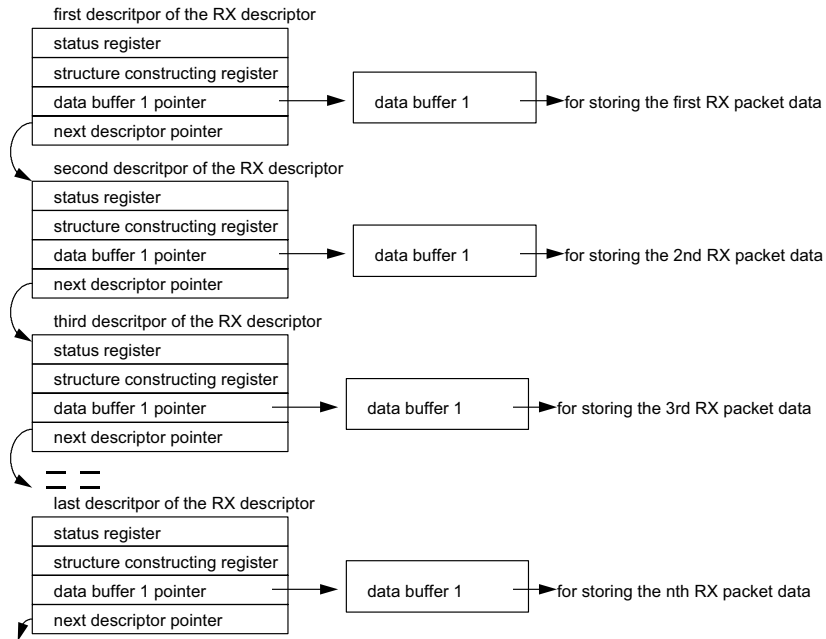 first descritpor of the RX descriptor
status register
structure constructing register
data buffer 1 pointer
data buffer 1
for storing the first RX packet data
next descriptor pointer
second descritpor of the RX descriptor
status register
structure constructing register
data buffer 1 pointer
data buffer 1
for storing the 2nd RX packet data
next descriptor pointer
third descritpor of the RX descriptor
status register
structure constructing register
data buffer 1 pointer
data buffer 1
for storing the 3rd RX packet data
next descriptor pointer
last descritpor of the RX descriptor
status register
structure constructing register
data buffer 1 pointer
data buffer 1
for storing the nth RX packet data
next descriptor pointer